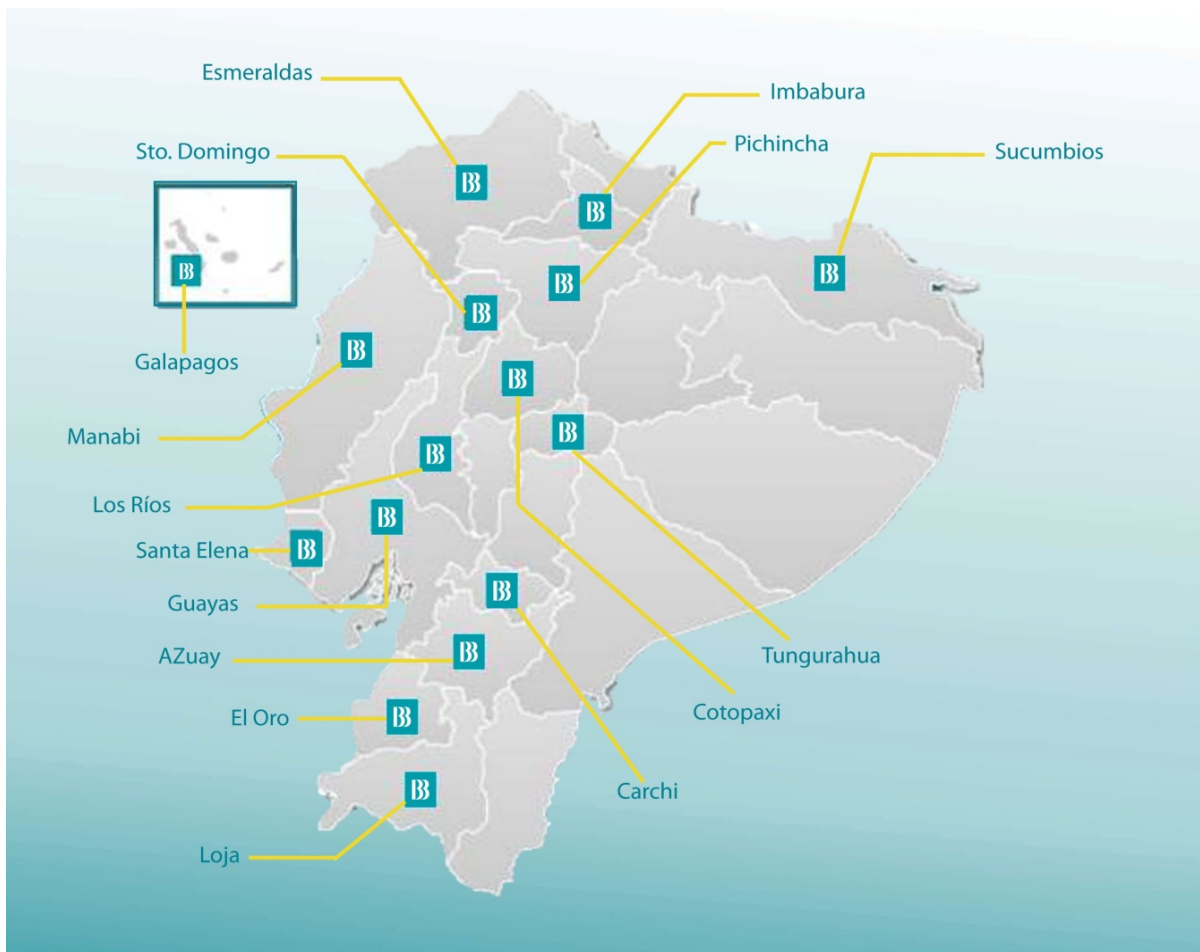 Esmeraldas
Imbabura
Pichincha
Sto. Domingo
Sucumbios
Galapagos
Manabi
Los Ríos
Santa Elena
Guayas
AZuay
Tungurahua
El Oro
Cotopaxi
Carchi
Loja